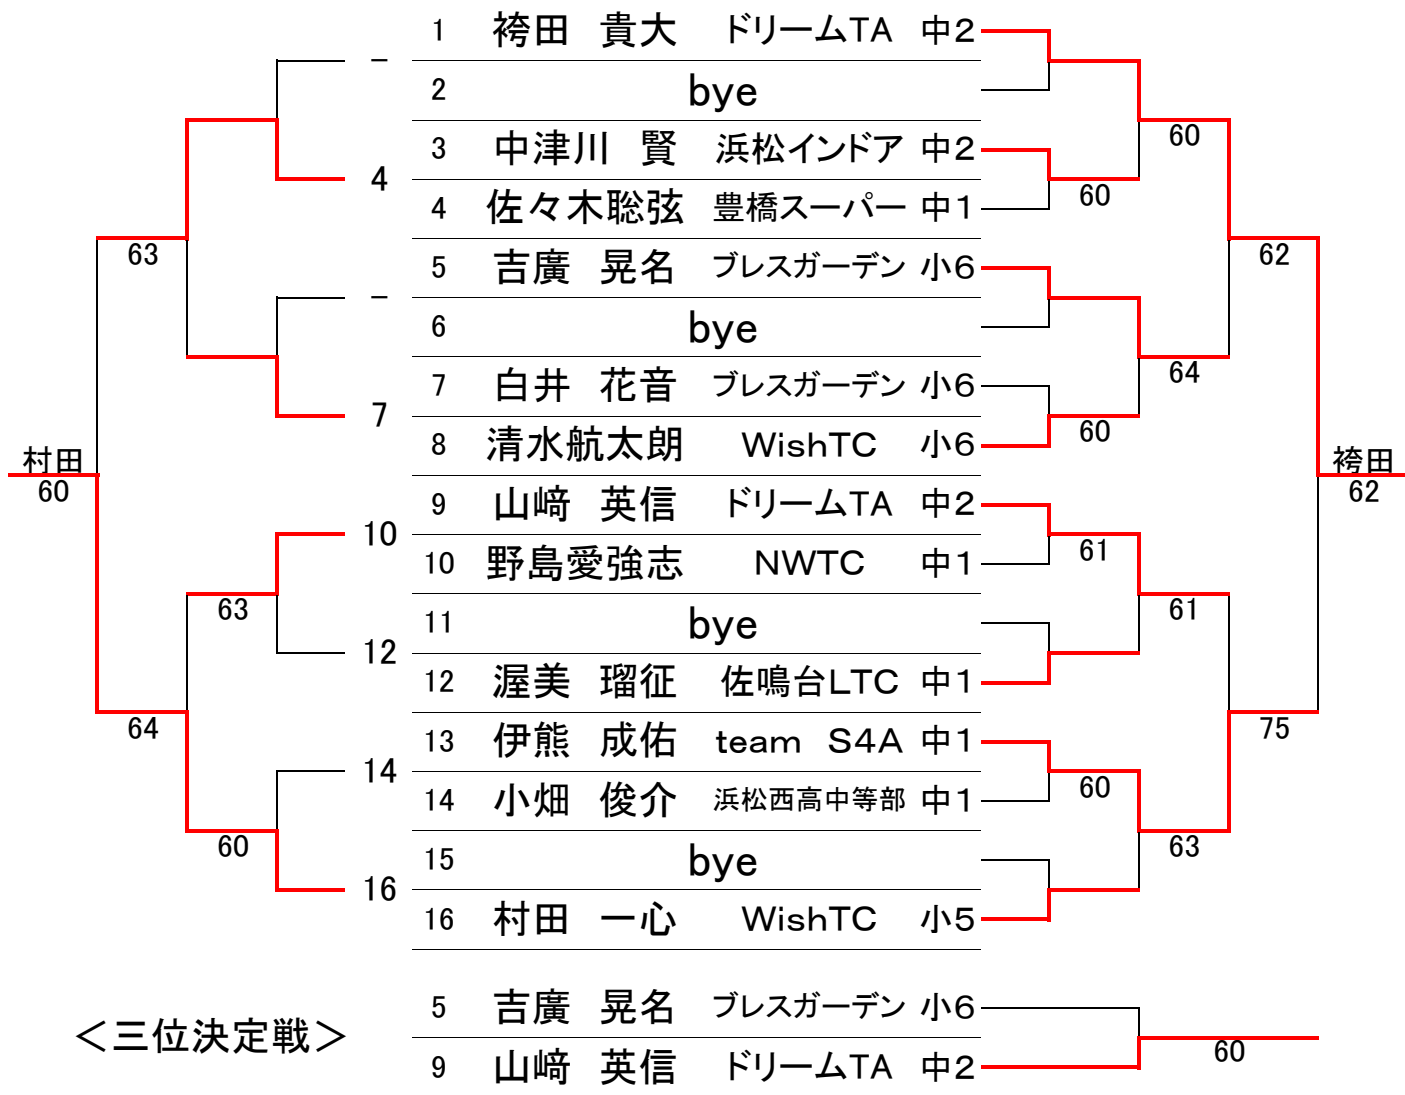 1 袴田 貴大 ドリームTA 中2
－
2 bye
60
3 中津川 賢 浜松インドア 中2
4
60
4 佐々木聡弦 豊橋スーパー 中1
63
62
5 吉廣 晃名 ブレスガーデン 小6
－
6 bye
64
7 白井 花音 ブレスガーデン 小6
7
60
8 清水航太朗 WishTC 小6
村田
袴田
60
62
9 山﨑 英信 ドリームTA 中2
10
61
10 野島愛強志 NWTC 中1
63
61
11 bye
12
12 渥美 瑠征 佐鳴台LTC 中1
64
75
13 伊熊 成佑 team S4A 中1
14
60
14 小畑 俊介 浜松西高中等部 中1
60
63
15 bye
16
16 村田 一心 WishTC 小5
＜三位決定戦＞
5 吉廣 晃名 ブレスガーデン 小6
60
9 山﨑 英信 ドリームTA 中2